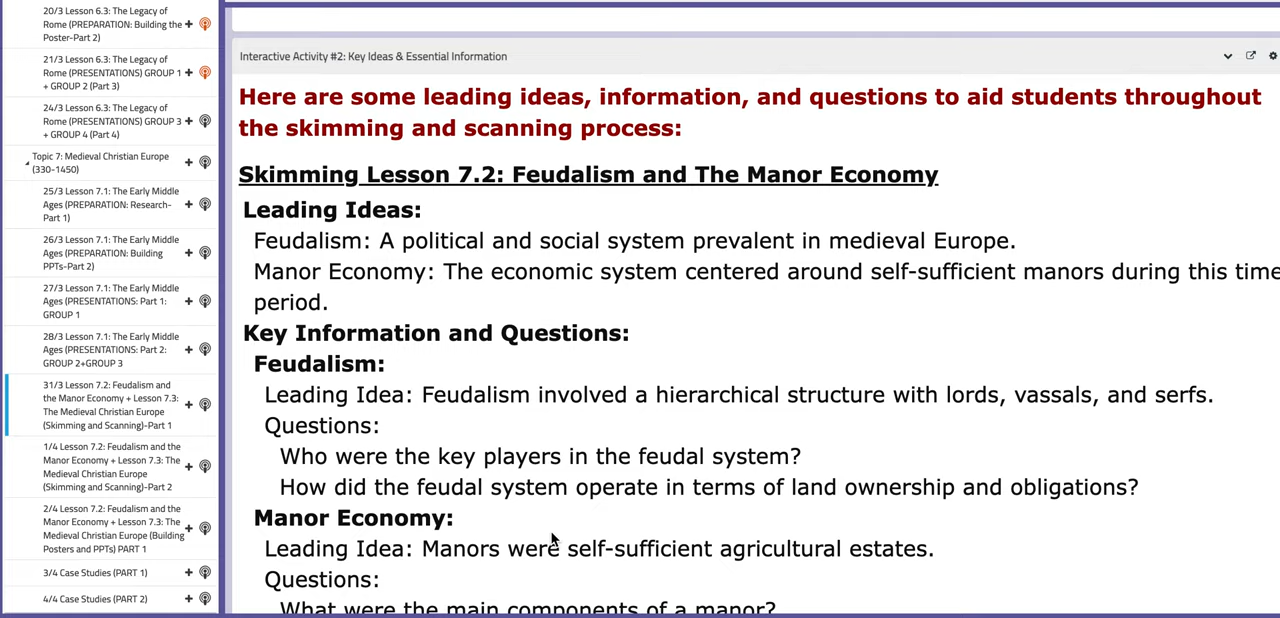 20/3 Lesson 6.3: The Legacy of
Rome (PREPARATION: Building the
Poster-Part 2)
21/3 Lesson 6.3: The Legacy of
Rome (PRESENTATIONS) GROUP 1
+ GROUP 2 (Part 3)
24/3 Lesson 6.3: The Legacy of
Rome (PRESENTATIONS) GROUP 3
+ GROUP 4 (Part 4)
Topic 7: Medieval Christian Europe
(330-1450)
25/3 Lesson 7.1: The Early Middle
Ages (PREPARATION: Research-
Part 1)
26/3 Lesson 7.1: The Early Middle
Ages (PREPARATION: Building
PPTs-Part 2)
27/3 Lesson 7.1: The Early Middle
Ages (PRESENTATIONS: Part 1:
GROUP 1
28/3 Lesson 7.1: The Early Middle
Ages (PRESENTATIONS: Part 2:
GROUP 2+GROUP 3
31/3 Lesson 7.2: Feudalism and
the Manor Economy + Lesson 7.3:
The Medieval Christian Europe
(Skimming and Scanning)-Part 1
1/4 Lesson 7.2: Feudalism and the
Manor Economy + Lesson 7.3: The
Medieval Christian Europe
(Skimming and Scanning)-Part 2
2/4 Lesson 7.2: Feudalism and the
Manor Economy + Lesson 7.3: The
Medieval Christian Europe (Building
Posters and PPTs) PART 1
3/4 Case Studies (PART 1)
4/4 Case Studies (PART 2)
Interactive Activity #2: Key Ideas & Essential Information
Here are some leading ideas, information, and questions to aid students throughout
the skimming and scanning process:
Skimming Lesson 7.2: Feudalism and The Manor Economy
Leading Ideas:
Feudalism: A political and social system prevalent in medieval Europe.
Manor Economy: The economic system centered around self-sufficient manors during this time
period.
Key Information and Questions:
Feudalism:
Leading Idea: Feudalism involved a hierarchical structure with lords, vassals, and serfs.
Questions:
Who were the key players in the feudal system?
How did the feudal system operate in terms of land ownership and obligations?
Manor Economy:
Leading Idea: Manors were self-sufficient agricultural estates.
Questions:
What were the main components of a manor?